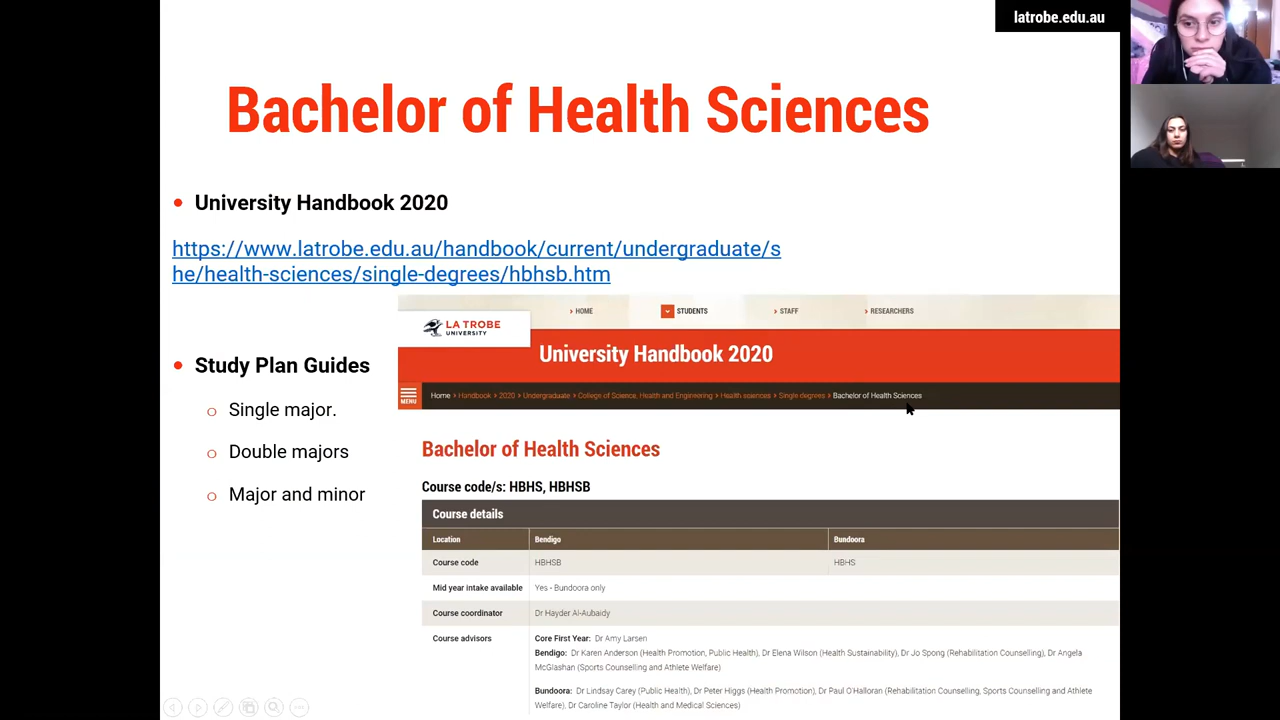 latrobe.edu.au
Bachelor of Health Sciences
• University Handbook 2020
https://www.latrobe.edu.au/handbook/current/undergraduate/s
he/health-sciences/single-degrees/hbhsb.htm
• Study Plan Guides
o Single major.
o Double majors
o Major and minor
> HOME
STUDENTS
> STAFF
> RESEARCHERS
LA TROBE
UNIVERSITY
University Handbook 2020
MENU
Home > Handbook > 2020 > Undergraduate > College of Science, Health and Engineering > Health sciences > Single degrees > Bachelor of Health Sciences
Bachelor of Health Sciences
Course code/s: HBHS, HBHSB
Course details
Location Bendigo Bundoora
Course code HBHSB HBHS
Mid year intake available Yes - Bundoora only
Course coordinator Dr Hayder Al-Aubaidy
Course advisors Core First Year: Dr Amy Larsen
Bendigo: Dr Karen Anderson (Health Promotion, Public Health), Dr Elena Wilson (Health Sustainability), Dr Jo Spong (Rehabilitation Counselling), Dr Angela
McGlashan (Sports Counselling and Athlete Welfare)
Bundoora: Dr Lindsay Carey (Public Health), Dr Peter Higgs (Health Promotion), Dr Paul O'Halloran (Rehabilitation Counselling, Sports Counselling and Athlete
Welfare), Dr Caroline Taylor (Health and Medical Sciences)